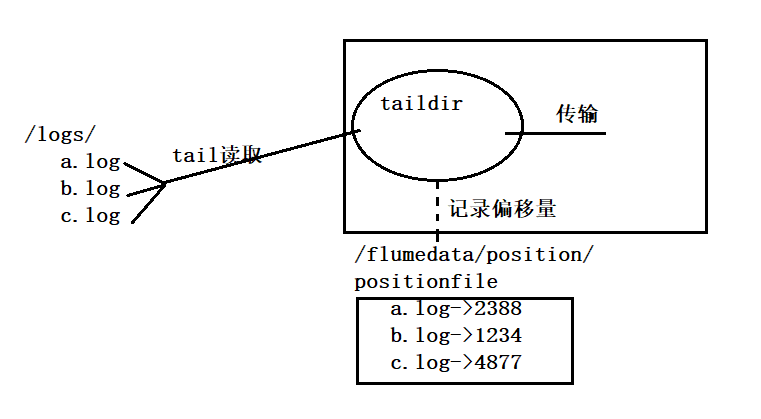 taildir
传输
/logs/
a.log
tail读取
b.log
c.log
记录偏移量
/flumedata/position/
positionfile
a.log->2388
b.log->1234
c.log->4877